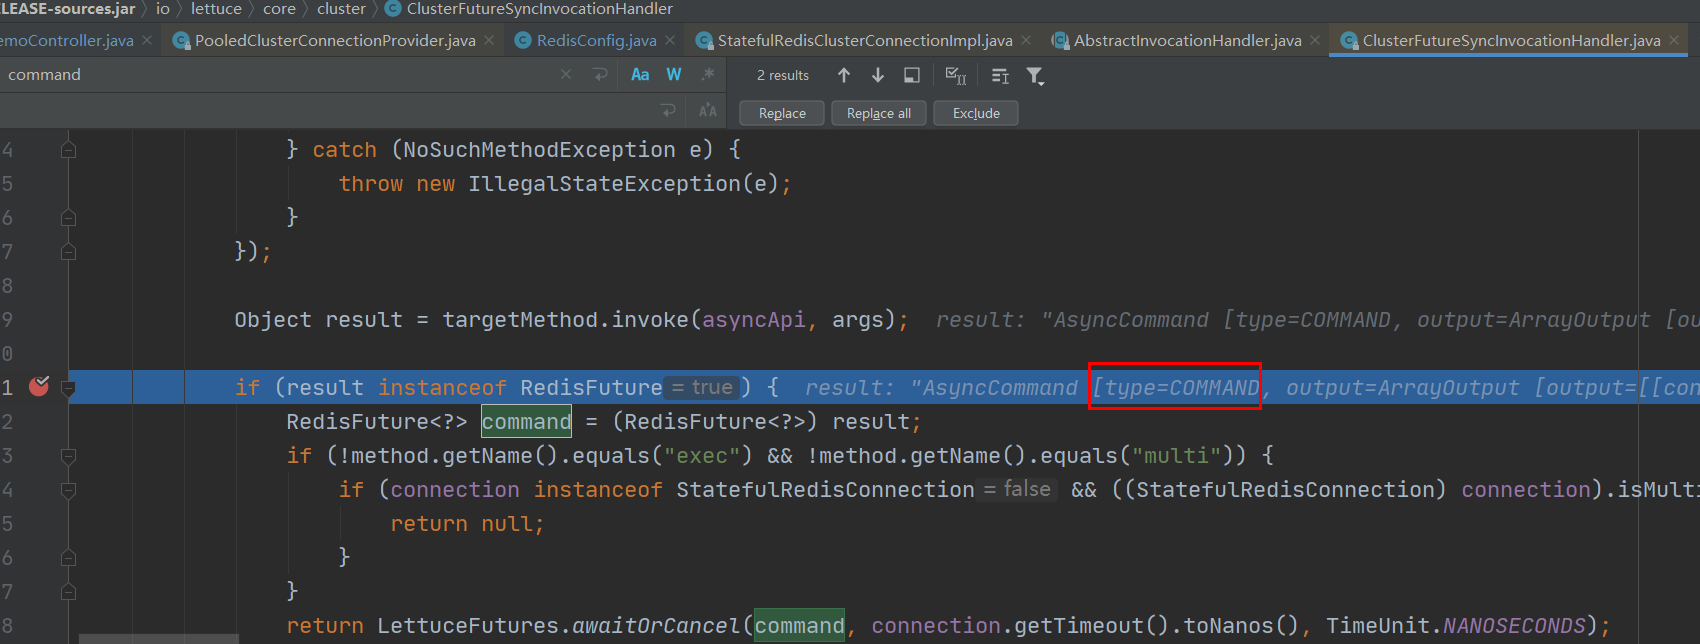 LEASE-sources.jar 〉 io 〉 lettuce 〉 core 〉 cluster 〉 C ClusterFutureSyncInvocationHandler
emoController.java × C PooledClusterConnectionProvider.java × C RedisConfig.java × C StatefulRedisClusterConnectionImpl.java × C AbstractInvocationHandler.java × C ClusterFutureSyncInvocationHandler.java ×
command × Aa W .* 2 results
Replace Replace all Exclude
4 } catch (NoSuchMethodException e) {
5 throw new IllegalStateException(e);
6 }
7 });
8
9 Object result = targetMethod.invoke(asyncApi, args); result: "AsyncCommand [type=COMMAND, output=ArrayOutput [ou
0
1 if (result instanceof RedisFuture = true ) { result: "AsyncCommand [type=COMMAND, output=ArrayOutput [output=[[con
2 RedisFuture<?> command = (RedisFuture<?>) result;
3 if (!method.getName().equals("exec") && !method.getName().equals("multi")) {
4 if (connection instanceof StatefulRedisConnection = false && ((StatefulRedisConnection) connection).isMulti
5 return null;
6 }
7 }
8 return LettuceFutures.awaitOrCancel(command, connection.getTimeout().toNanos(), TimeUnit.NANOSECONDS);